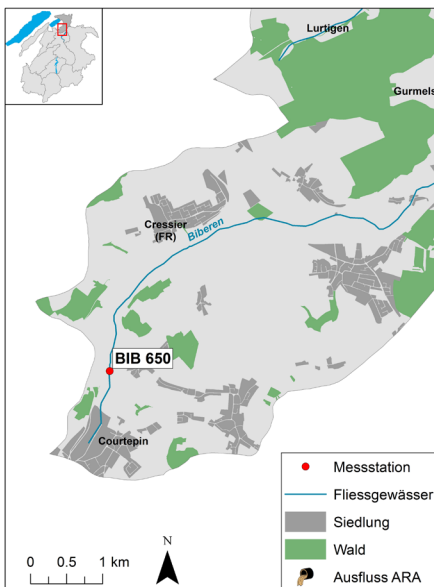 Lurtigen
Gurmels
Cressier
(FR)
Biberen
BIB 650
Courtepin
Messstation
Fliessgewässer
Siedlung
Wald
Ausfluss ARA
0 0.5 1 km
N